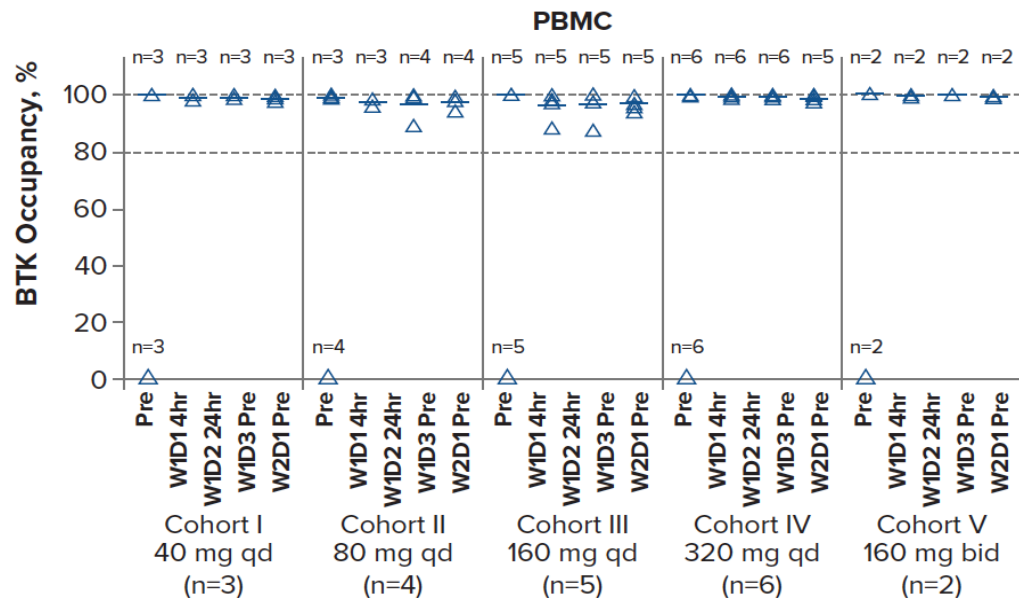 PBMC
BTK Occupancy, %
n=3 n=3 n=3 n=3 n=3 n=3 n=4 n=4 n=5 n=5 n=5 n=5 n=6 n=6 n=6 n=5 n=2 n=2 n=2 n=2
100
80
60
40
20
0
n=3 n=4 n=5 n=6 n=2
Pre W1D1 4hr W1D2 24hr W1D3 Pre W2D1 Pre Pre W1D1 4hr W1D2 24hr W1D3 Pre W2D1 Pre Pre W1D1 4hr W1D2 24hr W1D3 Pre W2D1 Pre Pre W1D1 4hr W1D2 24hr W1D3 Pre W2D1 Pre Pre W1D1 4hr W1D2 24hr W1D3 Pre W2D1 Pre
Cohort I Cohort II Cohort III Cohort IV Cohort V
40 mg qd 80 mg qd 160 mg qd 320 mg qd 160 mg bid
(n=3) (n=4) (n=5) (n=6) (n=2)